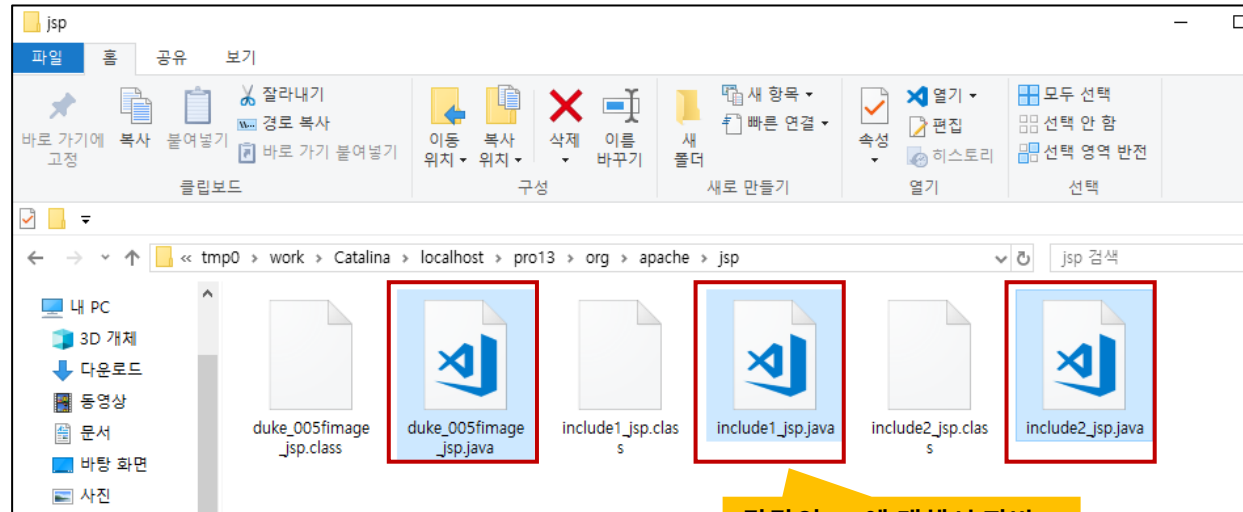 jsp
파일 홈 공유 보기
잘라내기
경로 복사
바로 가기 붙여넣기
바로 가기에 고정
복사
붙여넣기
클립보드
이동 위치
복사 위치
삭제
이름 바꾸기
구성
새 폴더
새 항목
빠른 연결
새로 만들기
속성
열기
편집
히스토리
열기
모두 선택
선택 안 함
선택 영역 반전
선택
« tmp0 > work > Catalina > localhost > pro13 > org > apache > jsp
jsp 검색
내 PC
3D 개체
다운로드
동영상
문서
바탕 화면
사진
duke_005fimage
_jsp.class
duke_005fimage
_jsp.java
include1_jsp.clas
s
include1_jsp.java
include2_jsp.clas
s
include2_jsp.java